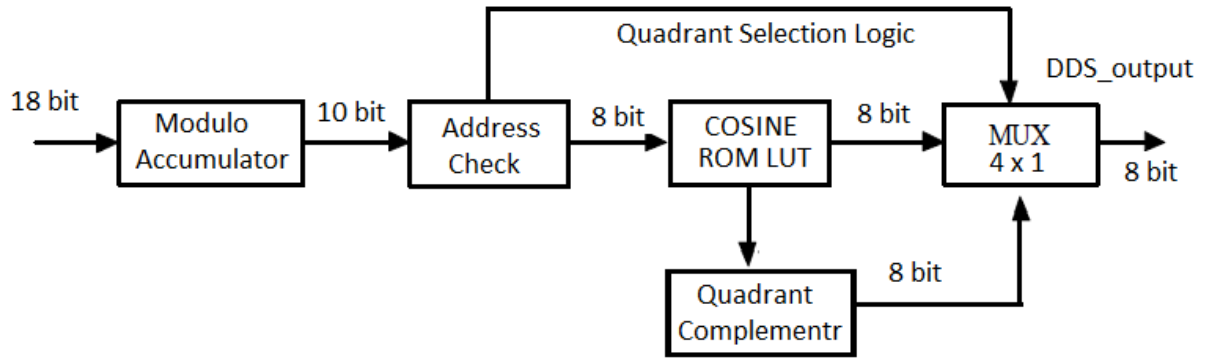 Quadrant Selection Logic
DDS_output
18 bit
Modulo
Accumulator
10 bit
Address
Check
8 bit
COSINE
ROM LUT
8 bit
MUX
4 x 1
8 bit
Quadrant
Complementr
8 bit